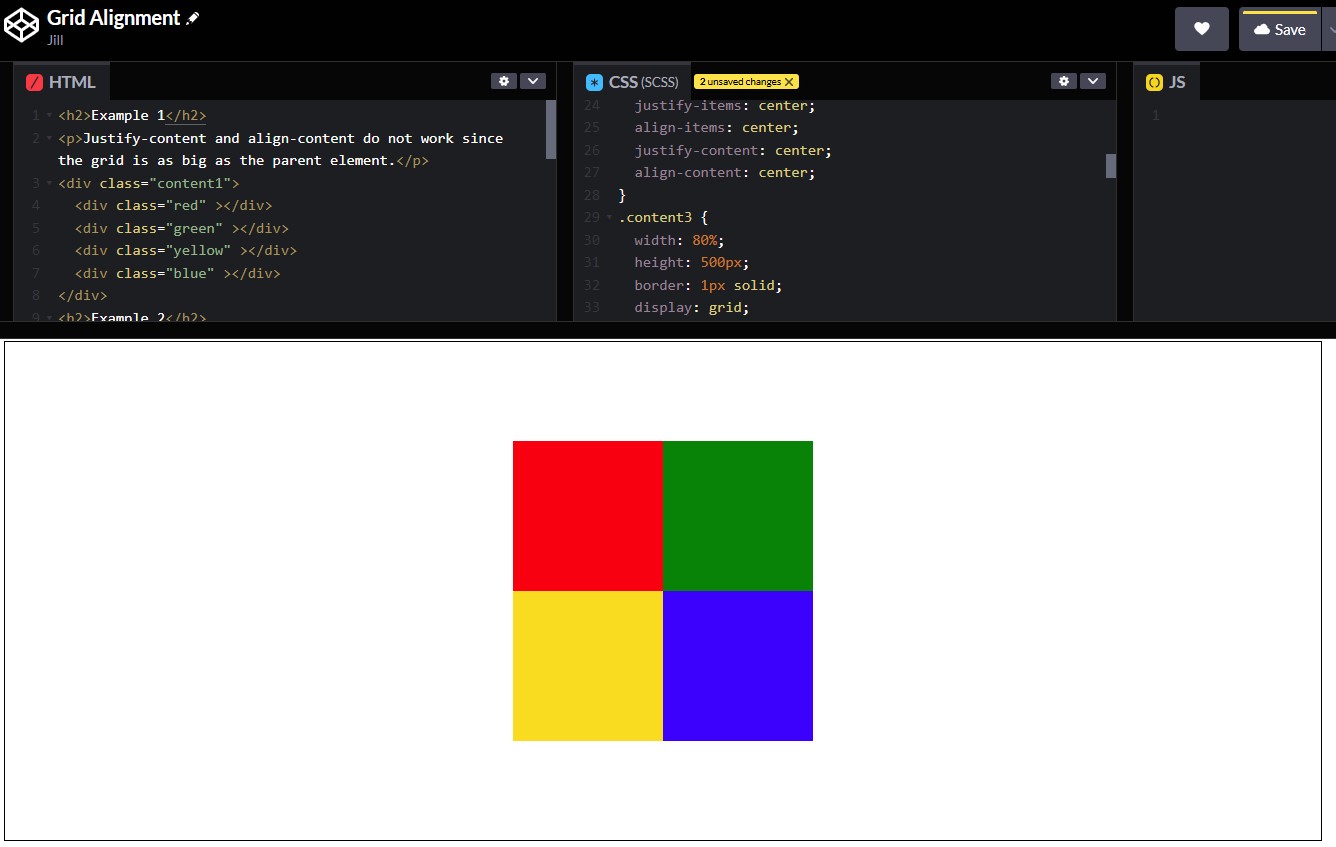 Grid Alignment
Jill
Save
HTML
1 <h2>Example 1</h2>
2 <p>Justify-content and align-content do not work since
the grid is as big as the parent element.</p>
3 <div class="content1">
4 <div class="red" ></div>
5 <div class="green" ></div>
6 <div class="yellow" ></div>
7 <div class="blue" ></div>
8 </div>
9 <h2>Example 2</h2>
CSS (SCSS) 2 unsaved changes X
24 justify-items: center;
25 align-items: center;
26 justify-content: center;
27 align-content: center;
28 }
29 .content3 {
30 width: 80%;
31 height: 500px;
32 border: 1px solid;
33 display: grid;
JS
1